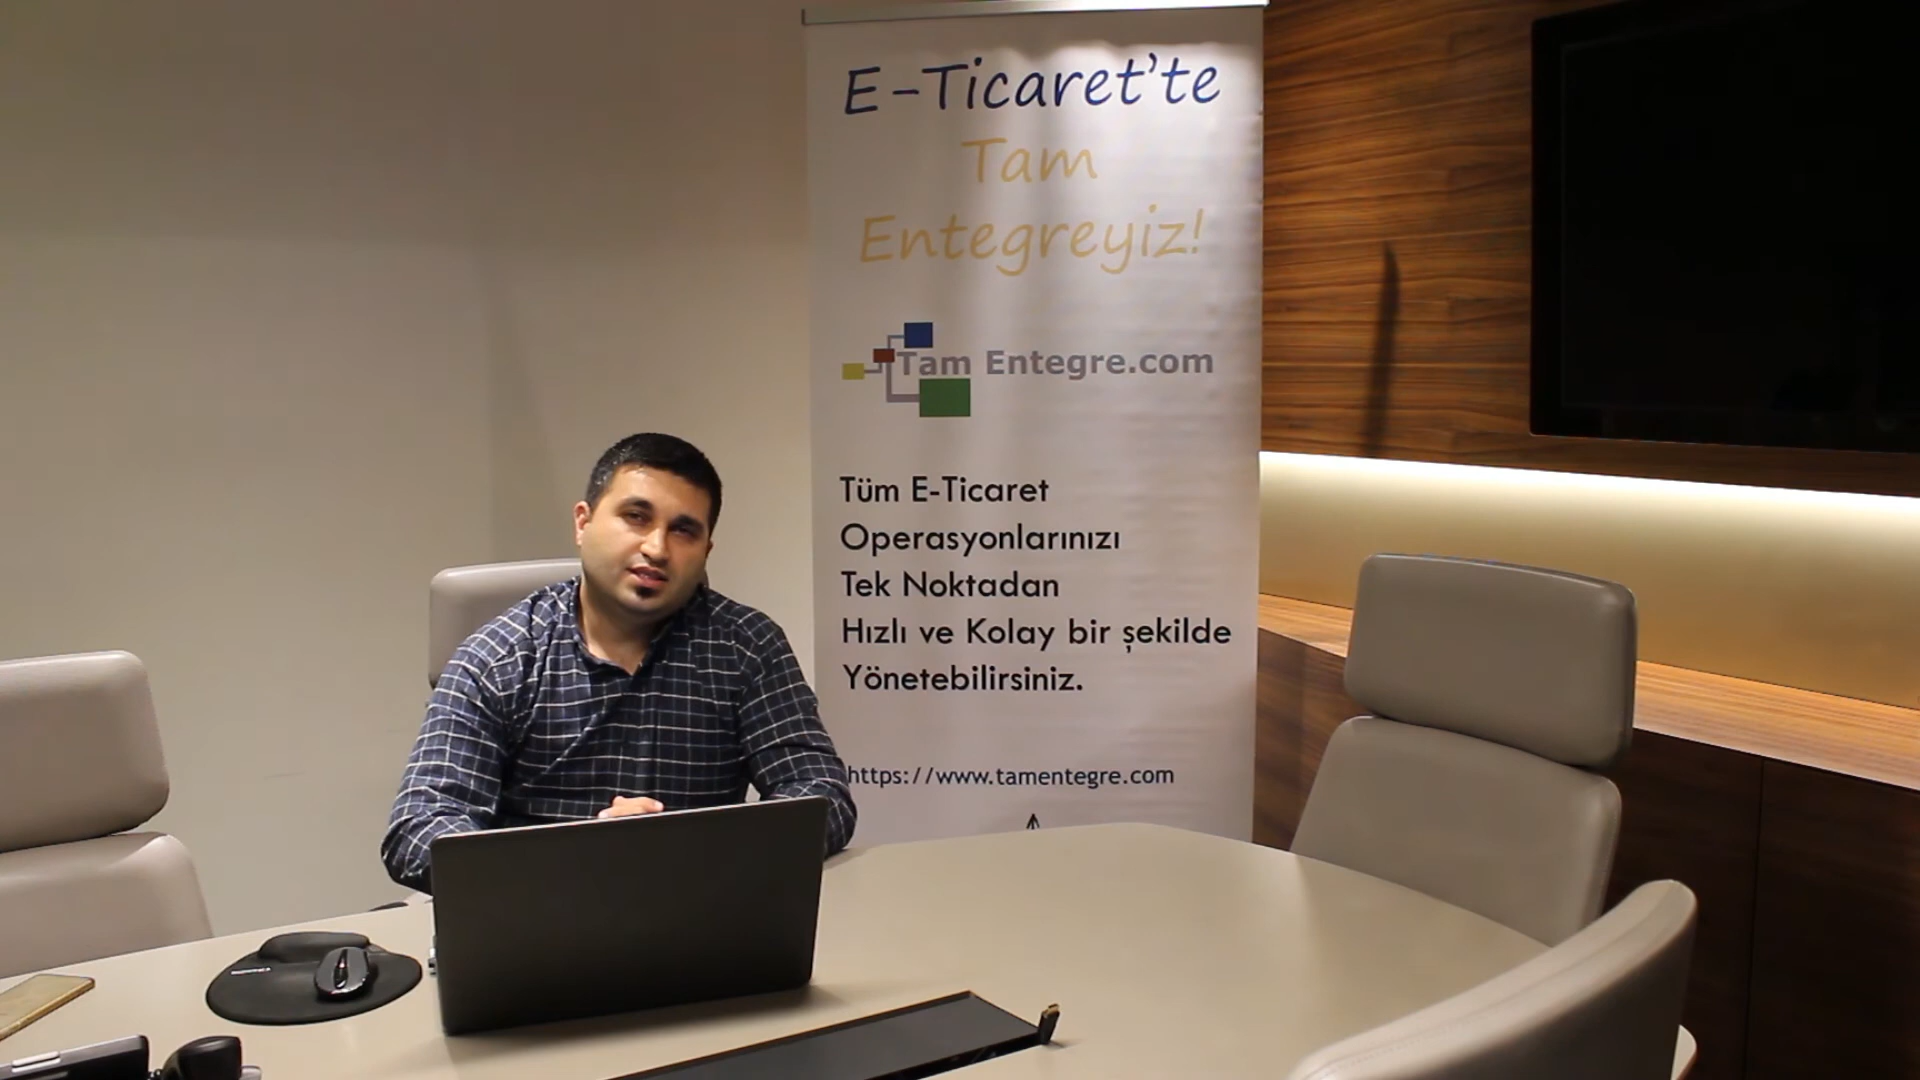 E-Ticaret'te
Tam
Entegreyiz!
Tam Entegre.com
Tüm E-Ticaret
Operasyonlarınızı
Tek Noktadan
Hızlı ve Kolay bir şekilde
Yönetebilirsiniz.
https://www.tamentegre.com